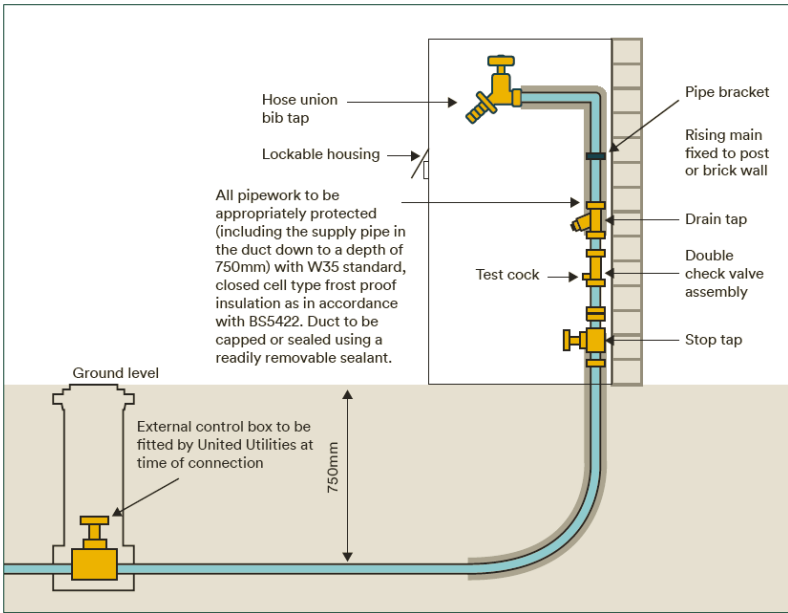 Hose union
bib tap
Lockable housing
All pipework to be
appropriately protected
(including the supply pipe in
the duct down to a depth of
750mm) with W35 standard,
closed cell type frost proof
insulation as in accordance
with BS5422. Duct to be
capped or sealed using a
readily removable sealant.
Pipe bracket
Rising main
fixed to post
or brick wall
Drain tap
Double
check valve
assembly
Test cock
Stop tap
Ground level
External control box to be
fitted by United Utilities at
time of connection
750mm